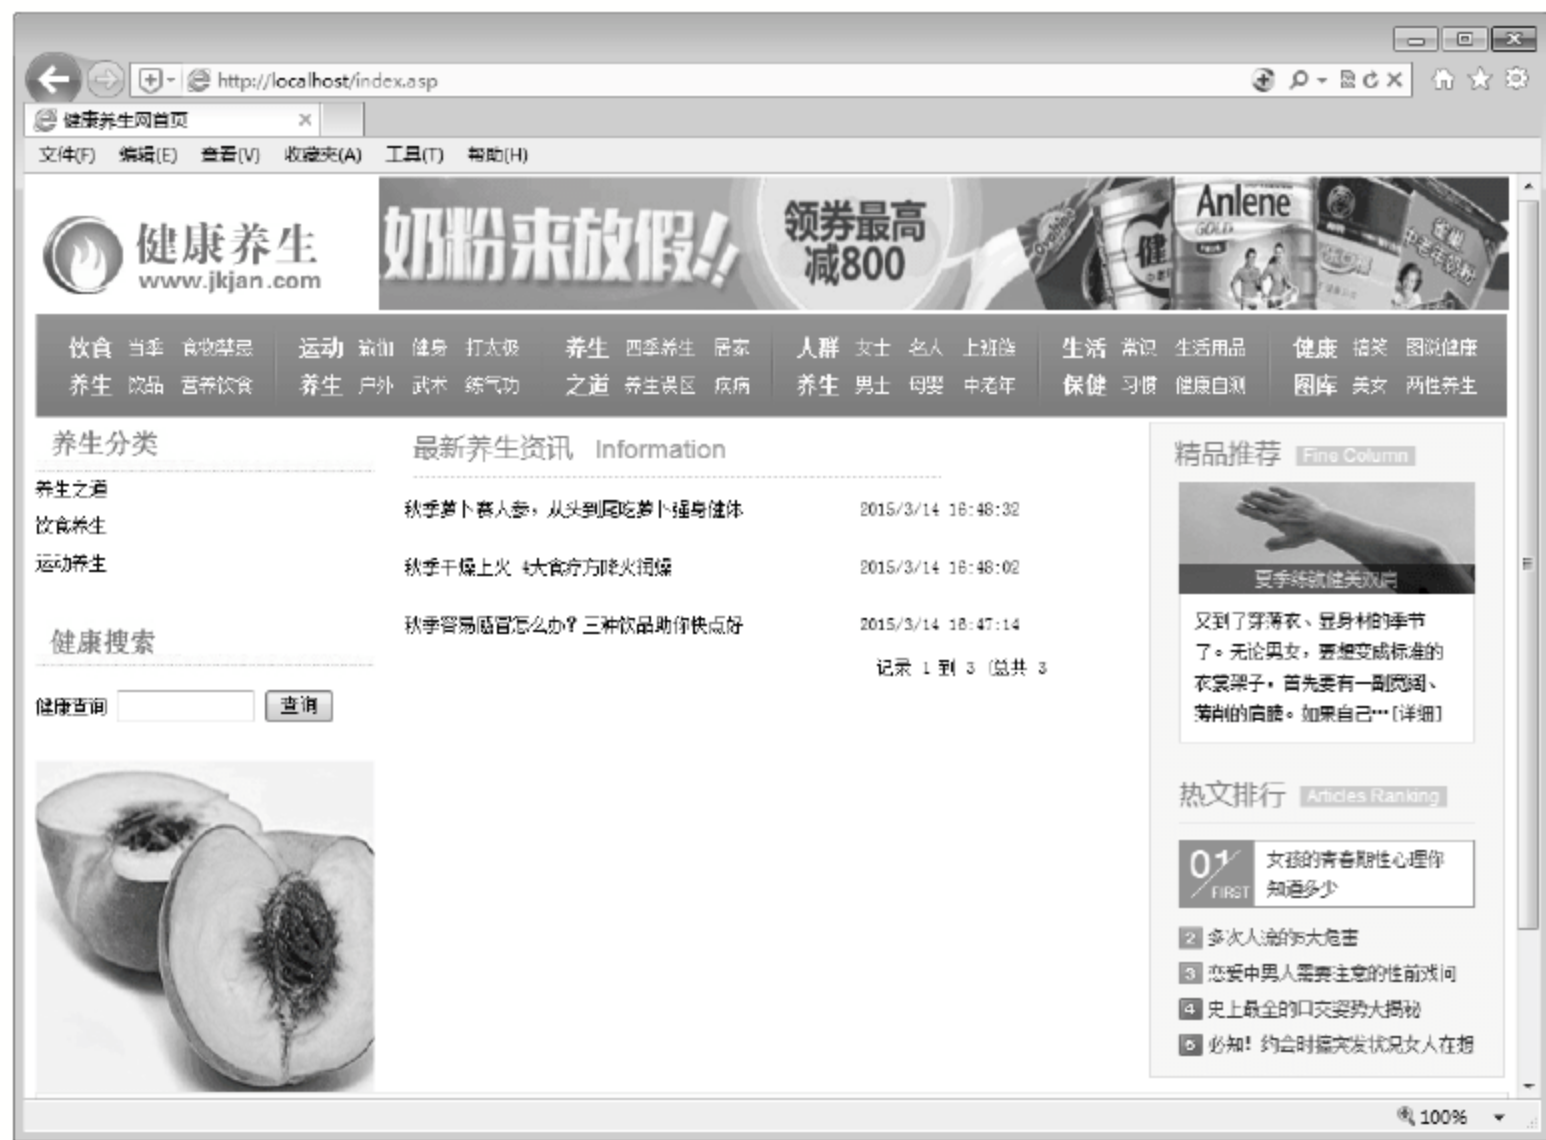 http://localhost/index.asp
健康养生网首页
文件(F) 编辑(E) 查看(V) 收藏夹(A) 工具(T) 帮助(H)
健康养生
www.jkjan.com
奶粉来放假!!
领券最高
减800
Anlene
GOLD
饮食 当季 食物禁忌 运动 瑜伽 健身 打太极 养生 四季养生 居家 人群 女士 名人 上班族 生活 常识 生活用品 健康 搞笑 图说健康
养生 饮品 营养饮食 养生 户外 武术 练气功 之道 养生误区 疾病 养生 男士 母婴 中老年 保健 习惯 健康自测 图库 美女 两性养生
养生分类
养生之道
饮食养生
运动养生
健康搜索
健康查询 查询
最新养生资讯 Information
秋季萝卜赛人参,从头到尾吃萝卜强身健体 2015/3/14 16:48:32
秋季干燥上火 4大食疗方降火润燥 2015/3/14 16:48:02
秋季容易感冒怎么办?三种饮品助你快点好 2015/3/14 16:47:14
记录 1 到 3 (总共 3
精品推荐 Fine Column
夏季练就健美双肩
又到了穿薄衣、显身材的季节
了。无论男女,要想变成标准的
衣裳架子,首先要有一副宽阔、
薄削的肩膀。如果自己…[详细]
热文排行 Articles Ranking
01 FIRST 女孩的青春期性心理你
知道多少
2 多次人流的5大危害
3 恋爱中男人需要注意的性前戏问
4 史上最全的口交姿势大揭秘
5 必知!约会时擂突发状况女人在想
100%